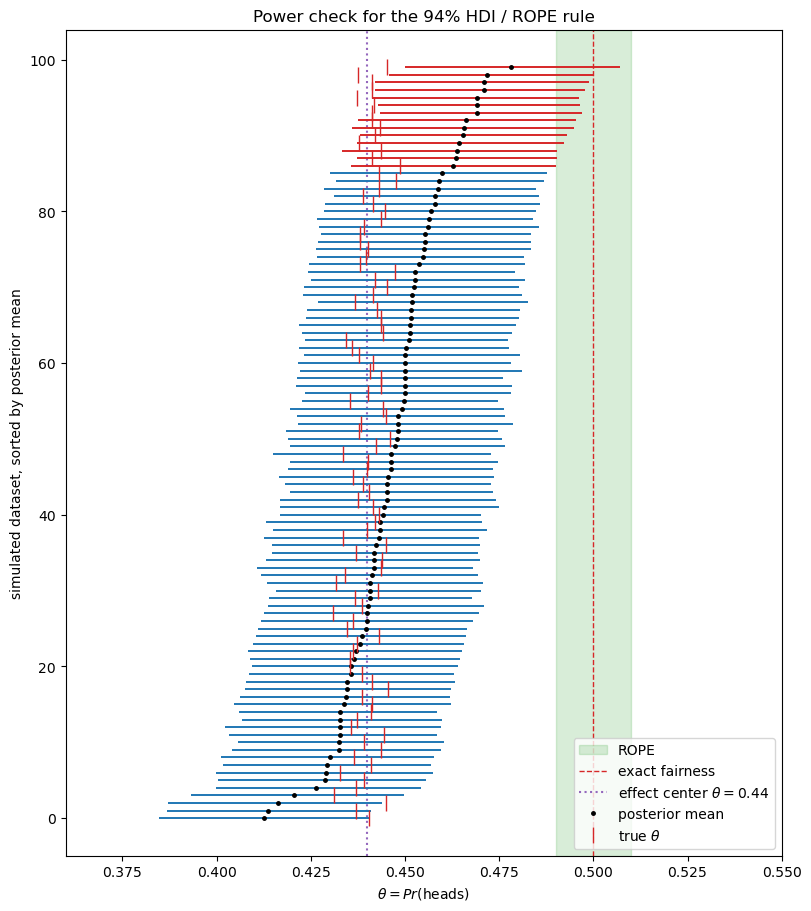 Power check for the 94% HDI / ROPE rule
simulated dataset, sorted by posterior mean
100
80
60
40
20
0
ROPE
exact fairness
effect center θ = 0.44
posterior mean
true θ
0.375 0.400 0.425 0.450 0.475 0.500 0.525 0.550
θ = Pr(heads)